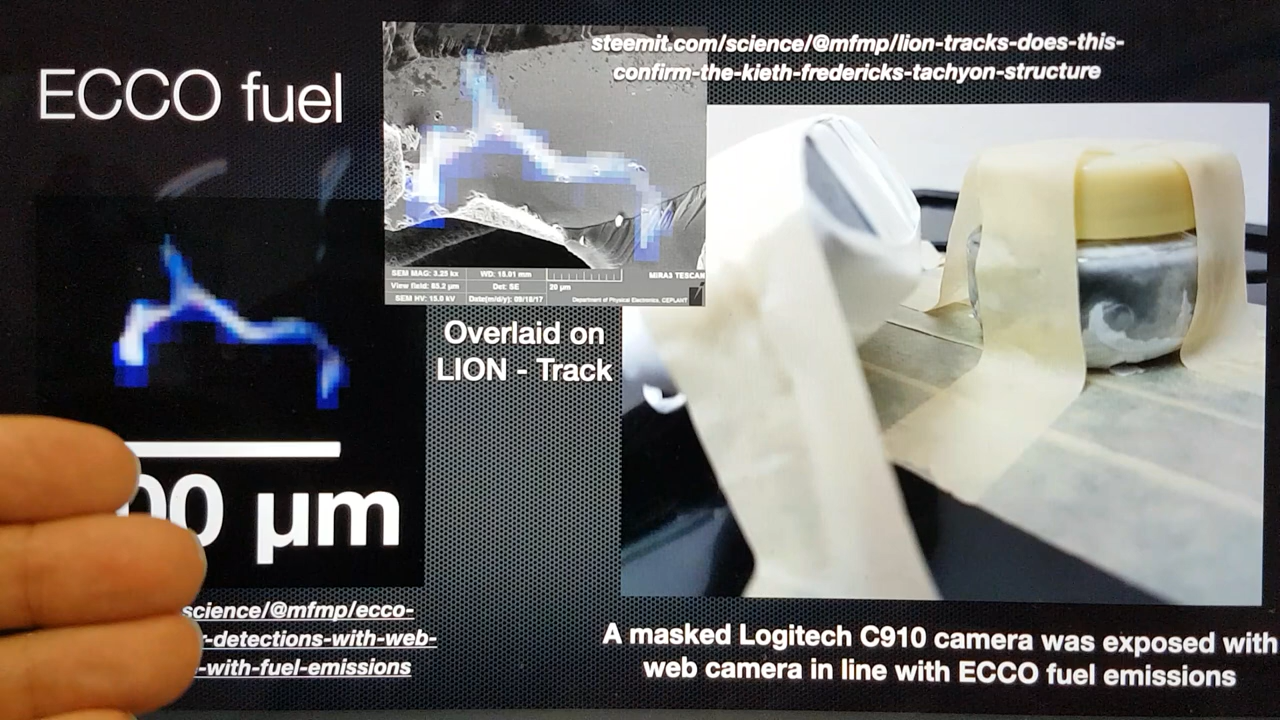 ECCO fuel
steemit.com/science/@mfmp/lion-tracks-does-this-
confirm-the-kieth-fredericks-tachyon-structure
SEM MAG: 3.25 kx WD: 15.01 mm MIRA3 TESCAN
View field: 85.2 µm Det: SE 20 µm
SEM HV: 15.0 kV Date(m/d/y): 09/18/17 Department of Physical Electronics, CEPLANT
Overlaid on
LION - Track
00 µm
science/@mfmp/ecco-
-detections-with-web-
-with-fuel-emissions
A masked Logitech C910 camera was exposed with
web camera in line with ECCO fuel emissions